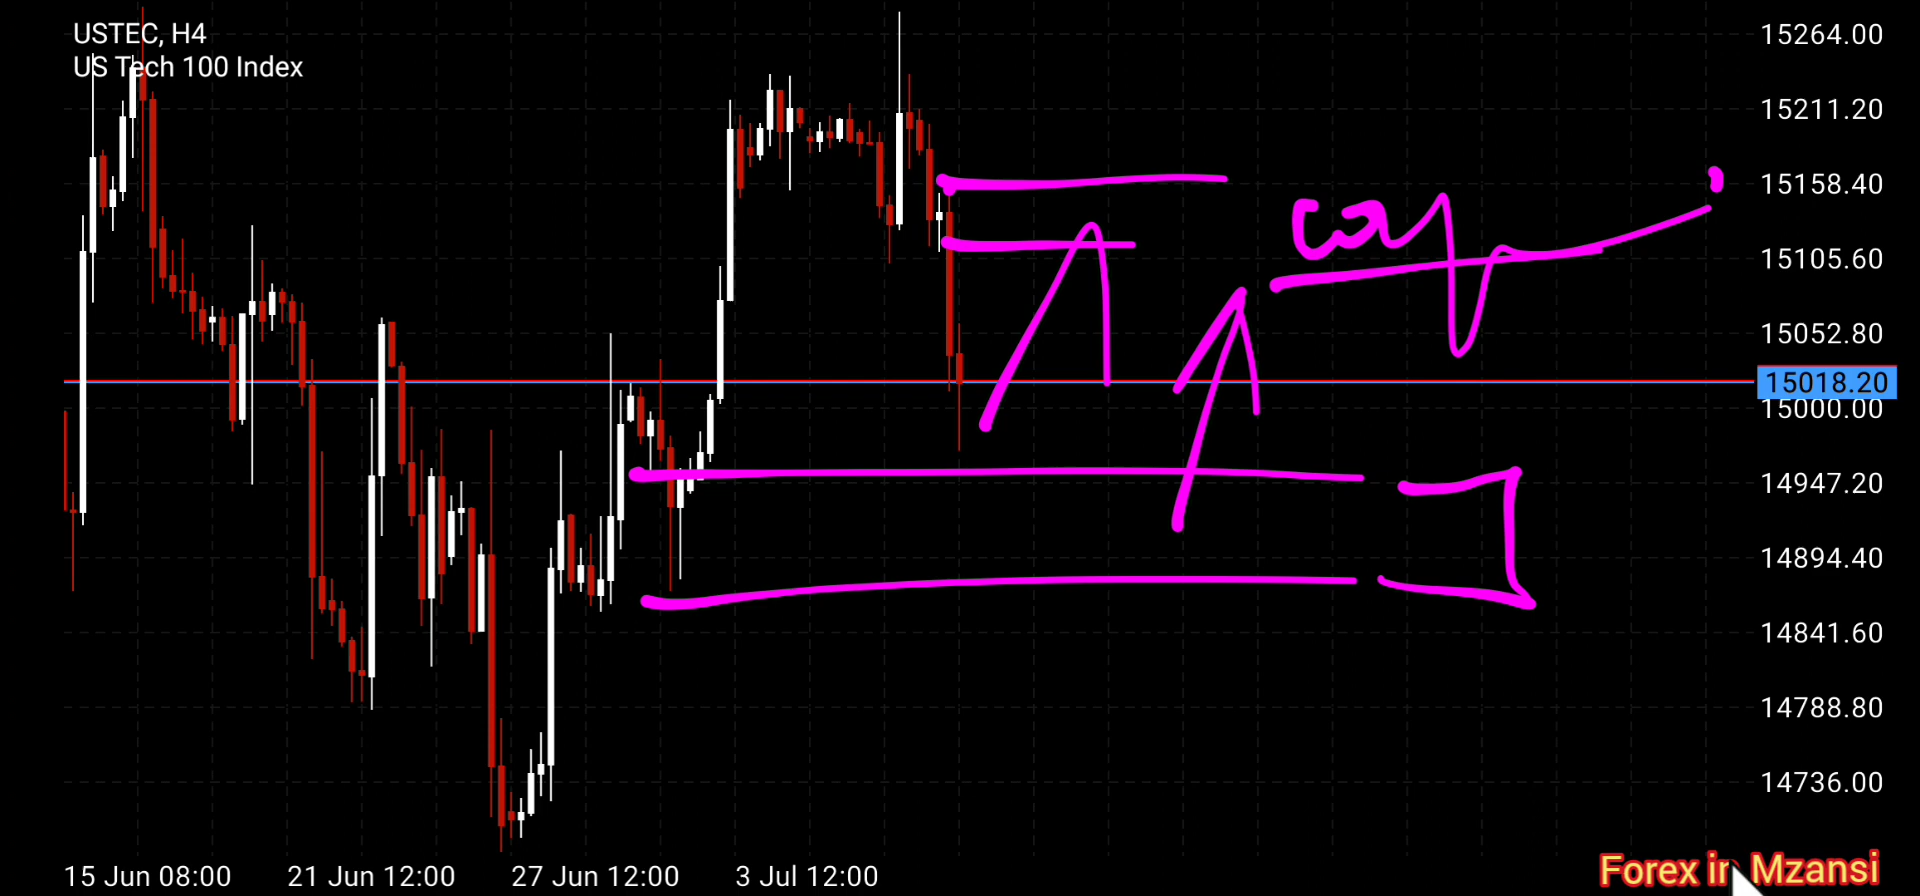 USTEC, H4
US Tech 100 Index
15264.00
15211.20
15158.40
15105.60
15052.80
15018.20
15000.00
14947.20
14894.40
14841.60
14788.80
14736.00
15 Jun 08:00
21 Jun 12:00
27 Jun 12:00
3 Jul 12:00
Forex in Mzansi